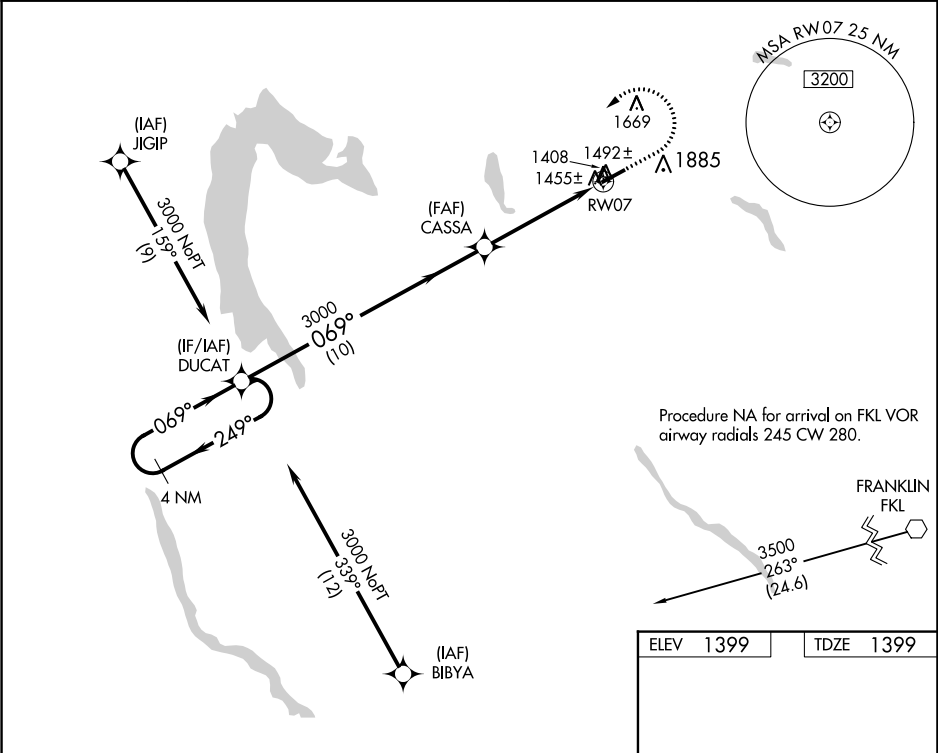 MSA RW07 25 NM
3200
(IAF)
JIGIP
3000 NoPT
159°
(9)
1669
1408
1492±
1885
1455±
RW07
(FAF)
CASSA
3000
069°
(10)
(IF/IAF)
DUCAT
069°
249°
4 NM
3000 NoPT
339°
(12)
(IAF)
BIBYA
Procedure NA for arrival on FKL VOR
airway radials 245 CW 280.
FRANKLIN
FKL
3500
263°
(24.6)
ELEV 1399
TDZE 1399